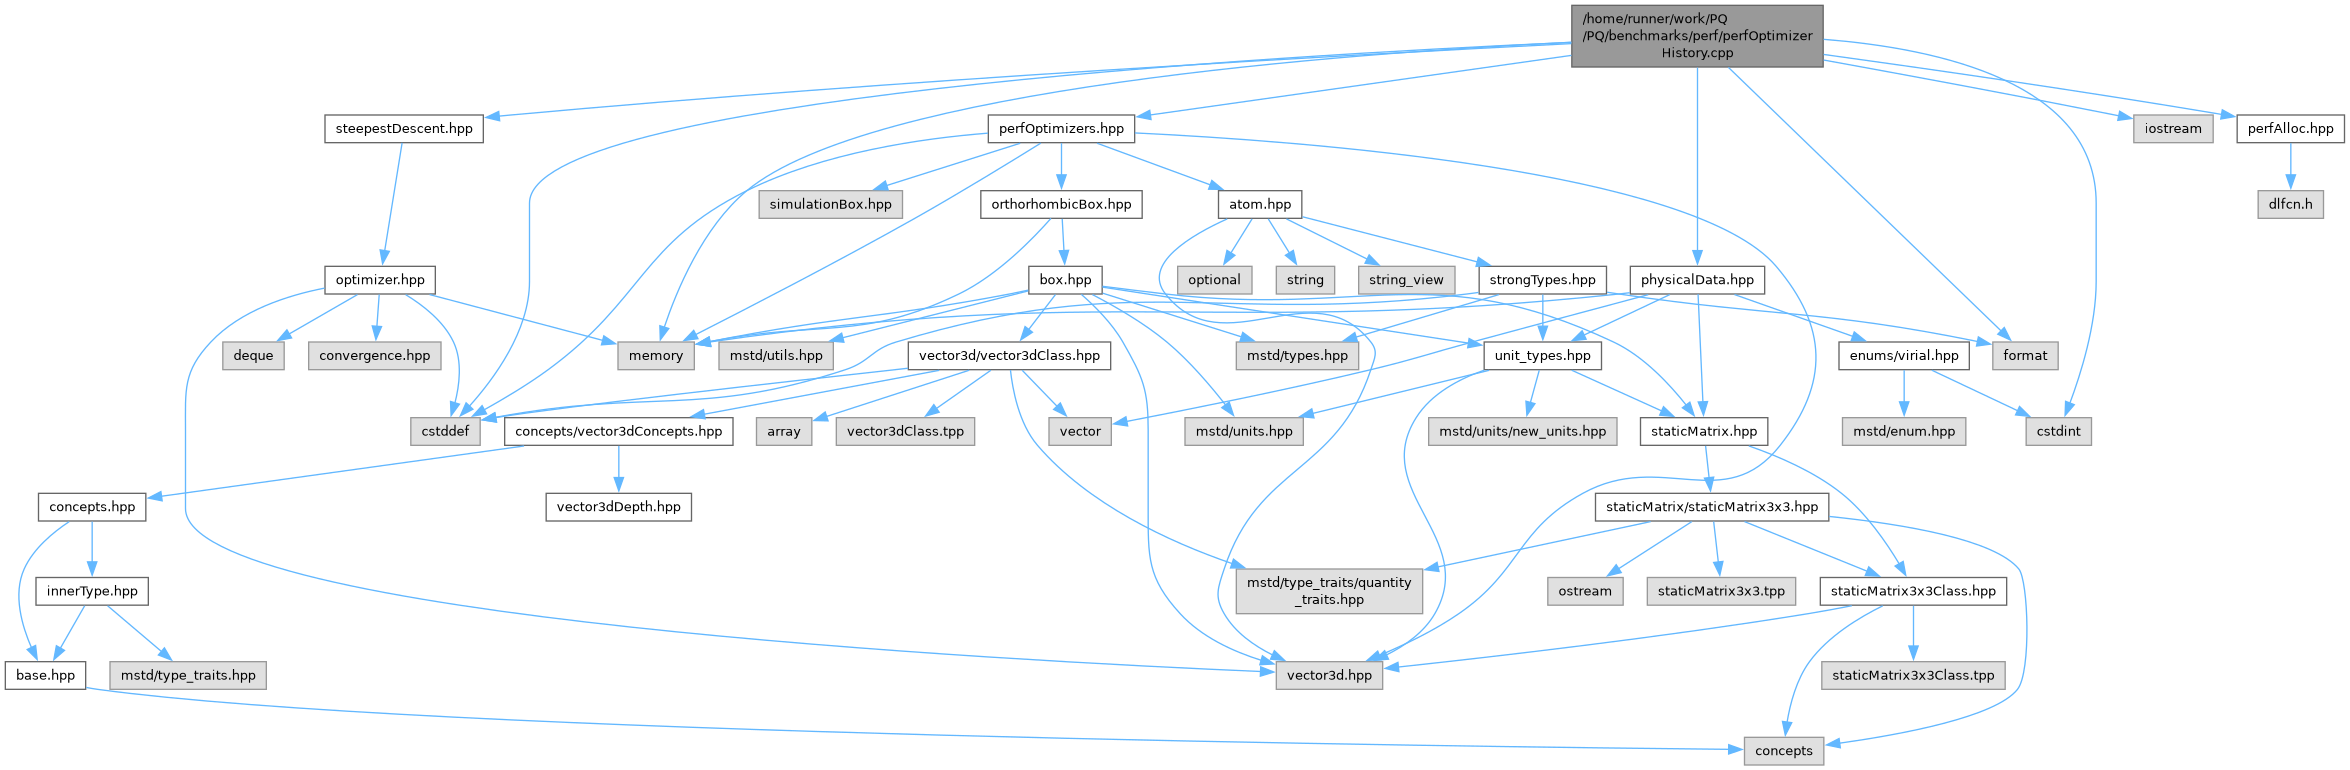 /home/runner/work/PQ
/PQ/benchmarks/perf/perfOptimizer
History.cpp
steepestDescent.hpp
perfOptimizers.hpp
iostream
perfAlloc.hpp
simulationBox.hpp
orthorhombicBox.hpp
atom.hpp
dlfcn.h
optimizer.hpp
box.hpp
optional
string
string_view
strongTypes.hpp
physicalData.hpp
deque
convergence.hpp
memory
mstd/utils.hpp
vector3d/vector3dClass.hpp
mstd/types.hpp
unit_types.hpp
enums/virial.hpp
format
cstddef
concepts/vector3dConcepts.hpp
array
vector3dClass.tpp
vector
mstd/units.hpp
mstd/units/new_units.hpp
staticMatrix.hpp
mstd/enum.hpp
cstdint
concepts.hpp
vector3dDepth.hpp
staticMatrix/staticMatrix3x3.hpp
innerType.hpp
mstd/type_traits/quantity
_traits.hpp
ostream
staticMatrix3x3.tpp
staticMatrix3x3Class.hpp
base.hpp
mstd/type_traits.hpp
vector3d.hpp
staticMatrix3x3Class.tpp
concepts